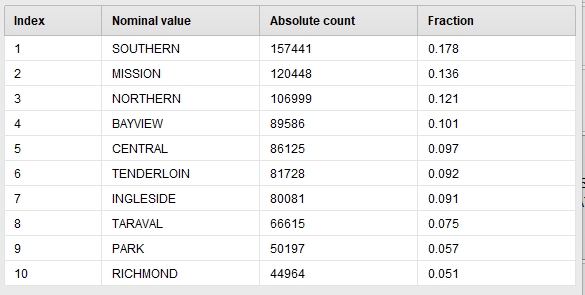 Index Nominal value Absolute count Fraction
1 SOUTHERN 157441 0.178
2 MISSION 120448 0.136
3 NORTHERN 106999 0.121
4 BAYVIEW 89586 0.101
5 CENTRAL 86125 0.097
6 TENDERLOIN 81728 0.092
7 INGLESIDE 80081 0.091
8 TARAVAL 66615 0.075
9 PARK 50197 0.057
10 RICHMOND 44964 0.051